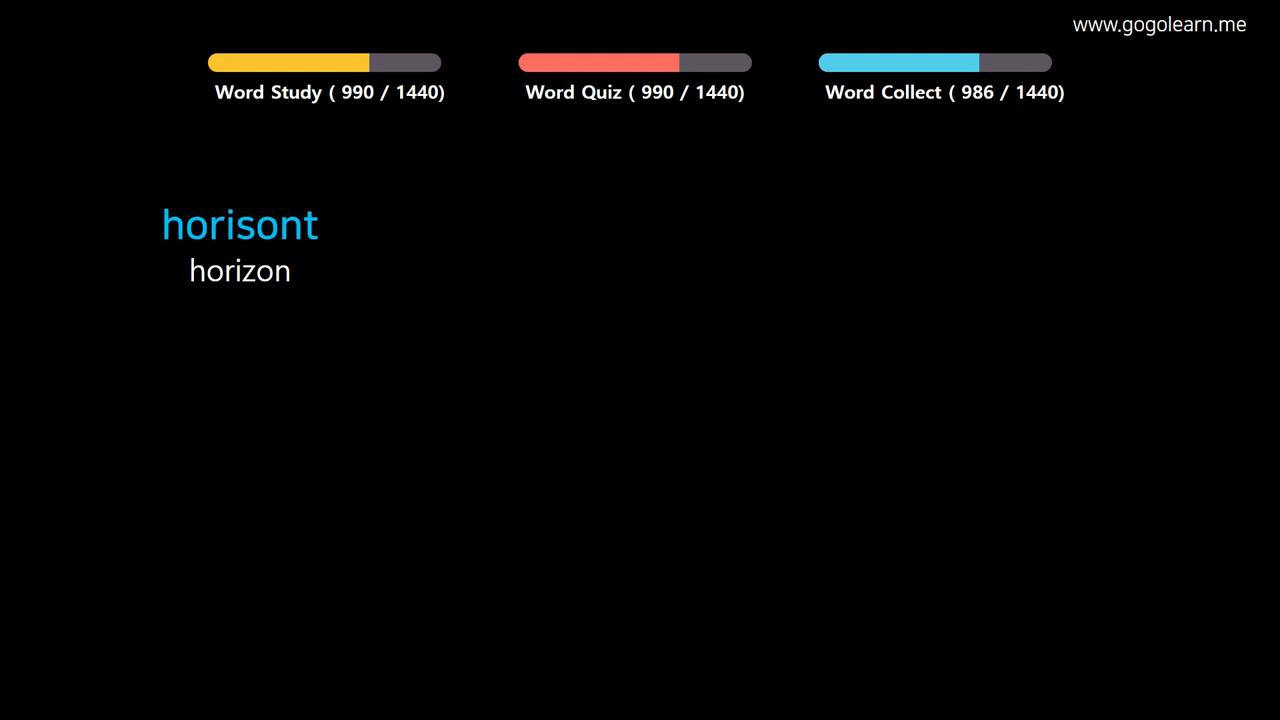 www.gogolearn.me
Word Study ( 990 / 1440)
Word Quiz ( 990 / 1440)
Word Collect ( 986 / 1440)
horisont
horizon